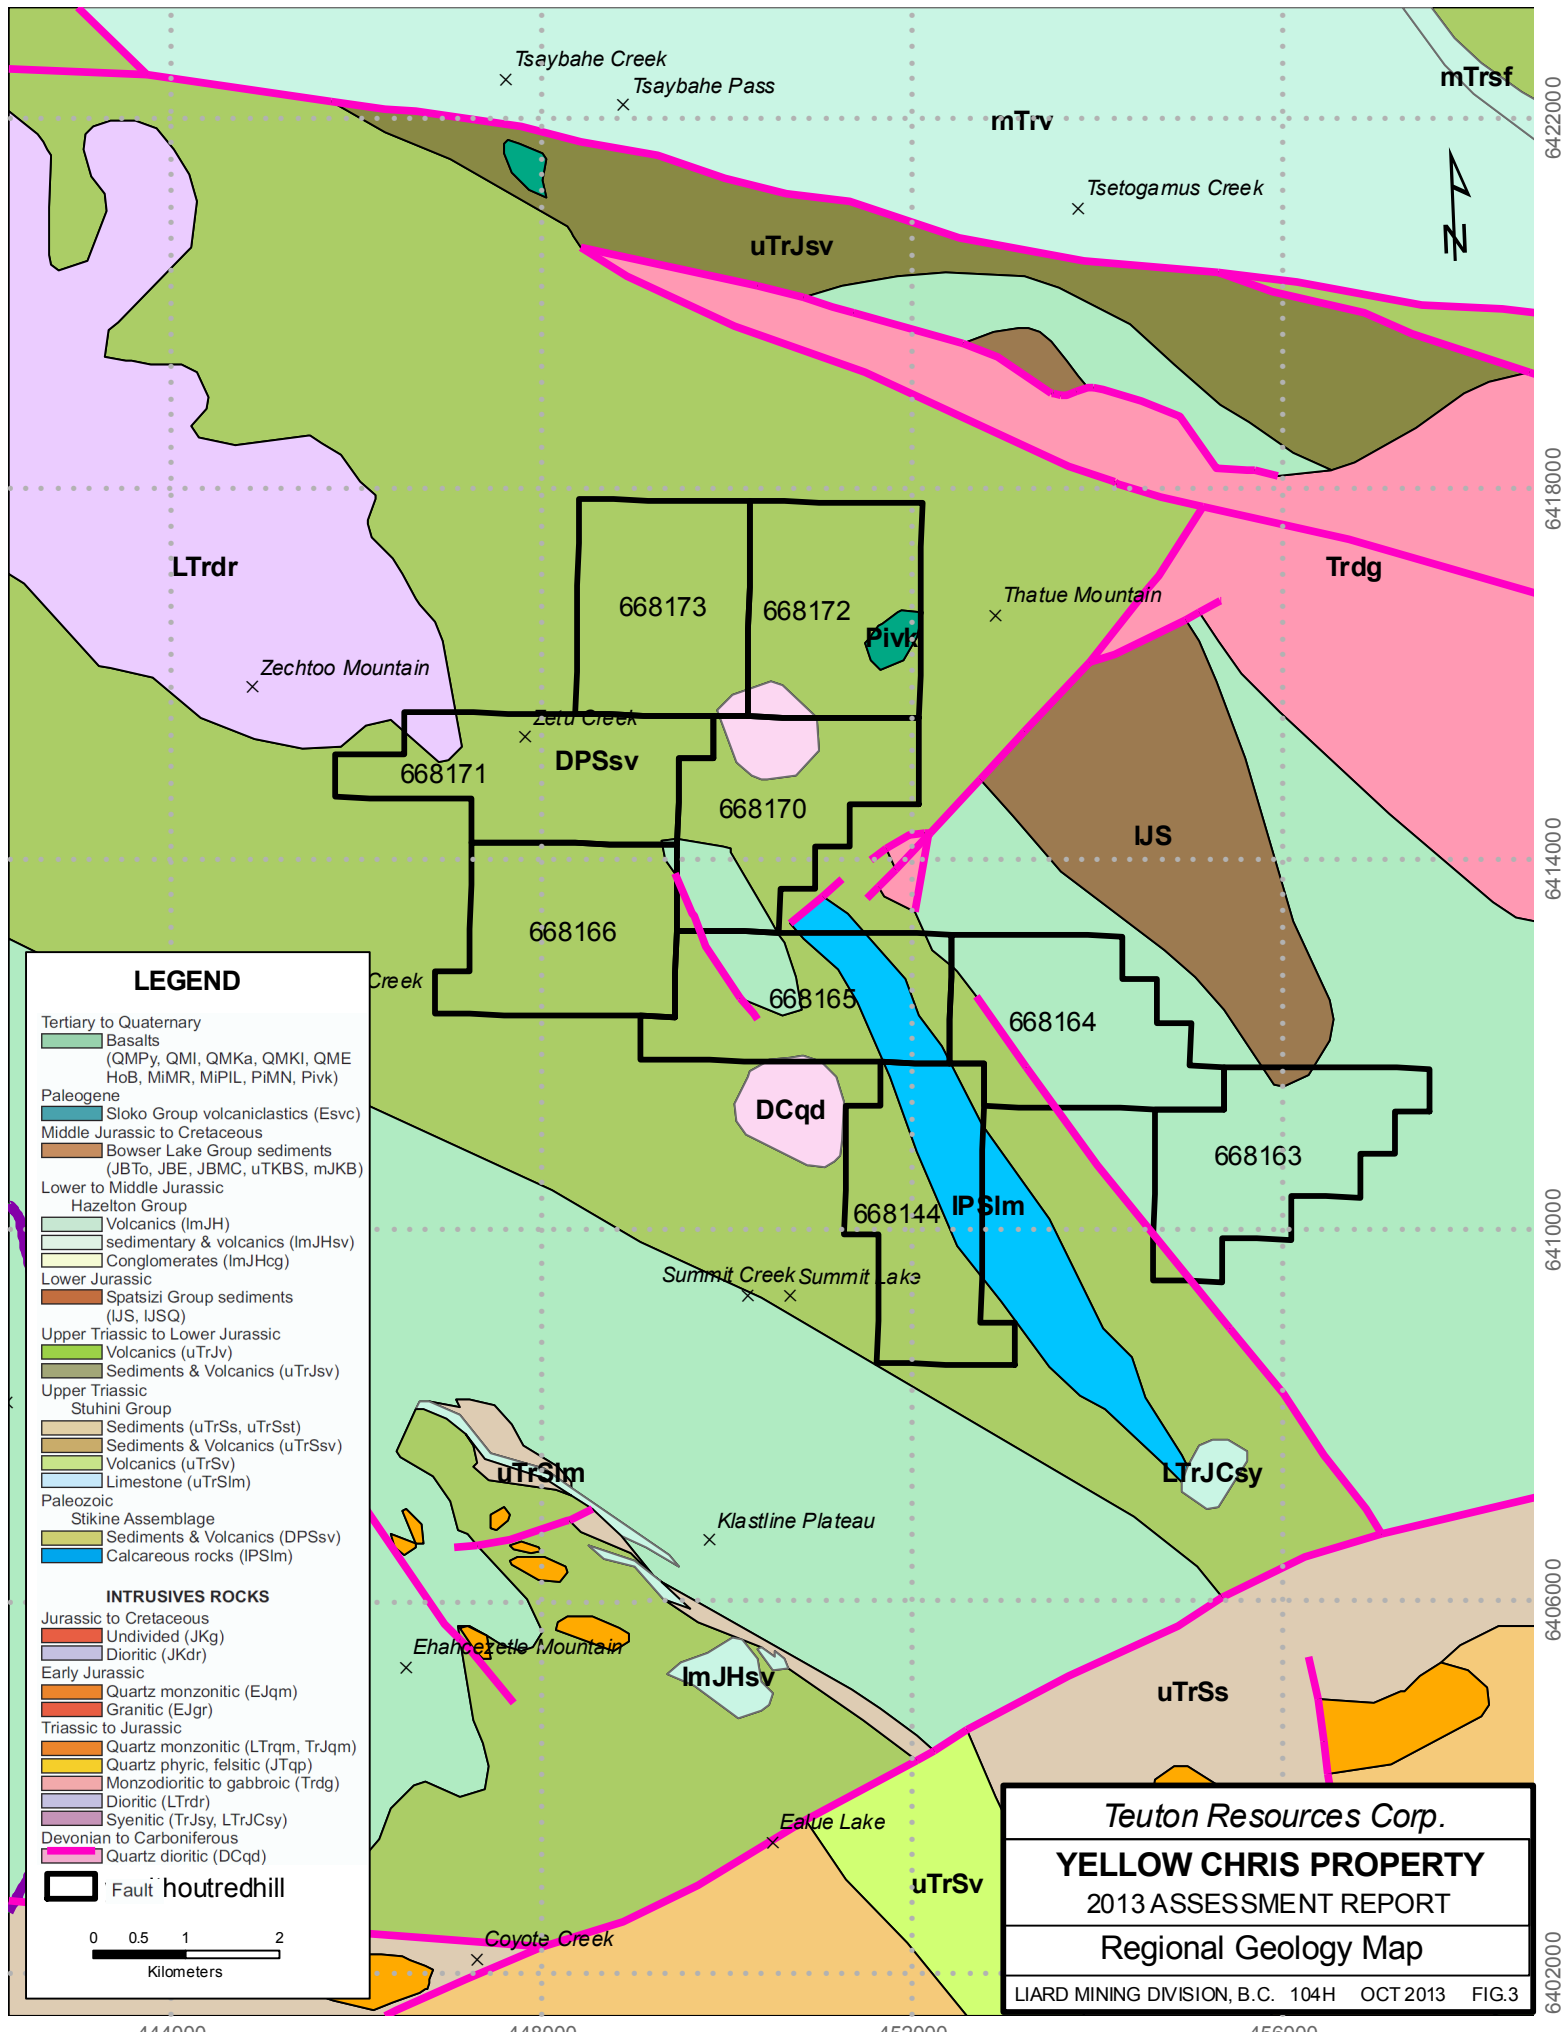 Tsaybahe Creek
Tsaybahe Pass
mTrsf
mTrv
6422000
Tsetogamus Creek
N
uTrJsv
6418000
LTrdr
Trdg
668173
668172
Thatue Mountain
Pivk
Zechtoo Mountain
Zetu Creek
DPSsv
668171
668170
lJS
6414000
668166
Creek
668165
668164
DCqd
668163
lPSlm
668144
6410000
Summit Creek
Summit Lake
uTrSlm
LTrJCsy
Klastline Plateau
6406000
Ehahcezetle Mountain
lmJHsv
uTrSs
Ealue Lake
uTrSv
Coyote Creek
6402000
LEGEND
Tertiary to Quaternary
Basalts
(QMPy, QMI, QMKa, QMKI, QME
HoB, MiMR, MiPIL, PiMN, Pivk)
Paleogene
Sloko Group volcaniclastics (Esvc)
Middle Jurassic to Cretaceous
Bowser Lake Group sediments
(JBTo, JBE, JBMC, uTKBS, mJKB)
Lower to Middle Jurassic
Hazelton Group
Volcanics (lmJH)
sedimentary & volcanics (lmJHsv)
Conglomerates (lmJHcg)
Lower Jurassic
Spatsizi Group sediments
(lJS, lJSQ)
Upper Triassic to Lower Jurassic
Volcanics (uTrJv)
Sediments & Volcanics (uTrJsv)
Upper Triassic
Stuhini Group
Sediments (uTrSs, uTrSst)
Sediments & Volcanics (uTrSsv)
Volcanics (uTrSv)
Limestone (uTrSlm)
Paleozoic
Stikine Assemblage
Sediments & Volcanics (DPSsv)
Calcareous rocks (lPSlm)
INTRUSIVES ROCKS
Jurassic to Cretaceous
Undivided (JKg)
Dioritic (JKdr)
Early Jurassic
Quartz monzonitic (EJqm)
Granitic (EJgr)
Triassic to Jurassic
Quartz monzonitic (LTrqm, TrJqm)
Quartz phyric, felsitic (JTqp)
Monzodioritic to gabbroic (Trdg)
Dioritic (LTrdr)
Syenitic (TrJsy, LTrJCsy)
Devonian to Carboniferous
Quartz dioritic (DCqd)
Fault houtredhill
0 0.5 1 2
Kilometers
Teuton Resources Corp.
YELLOW CHRIS PROPERTY
2013 ASSESSMENT REPORT
Regional Geology Map
LIARD MINING DIVISION, B.C. 104H OCT 2013 FIG.3
444000 448000 452000 456000